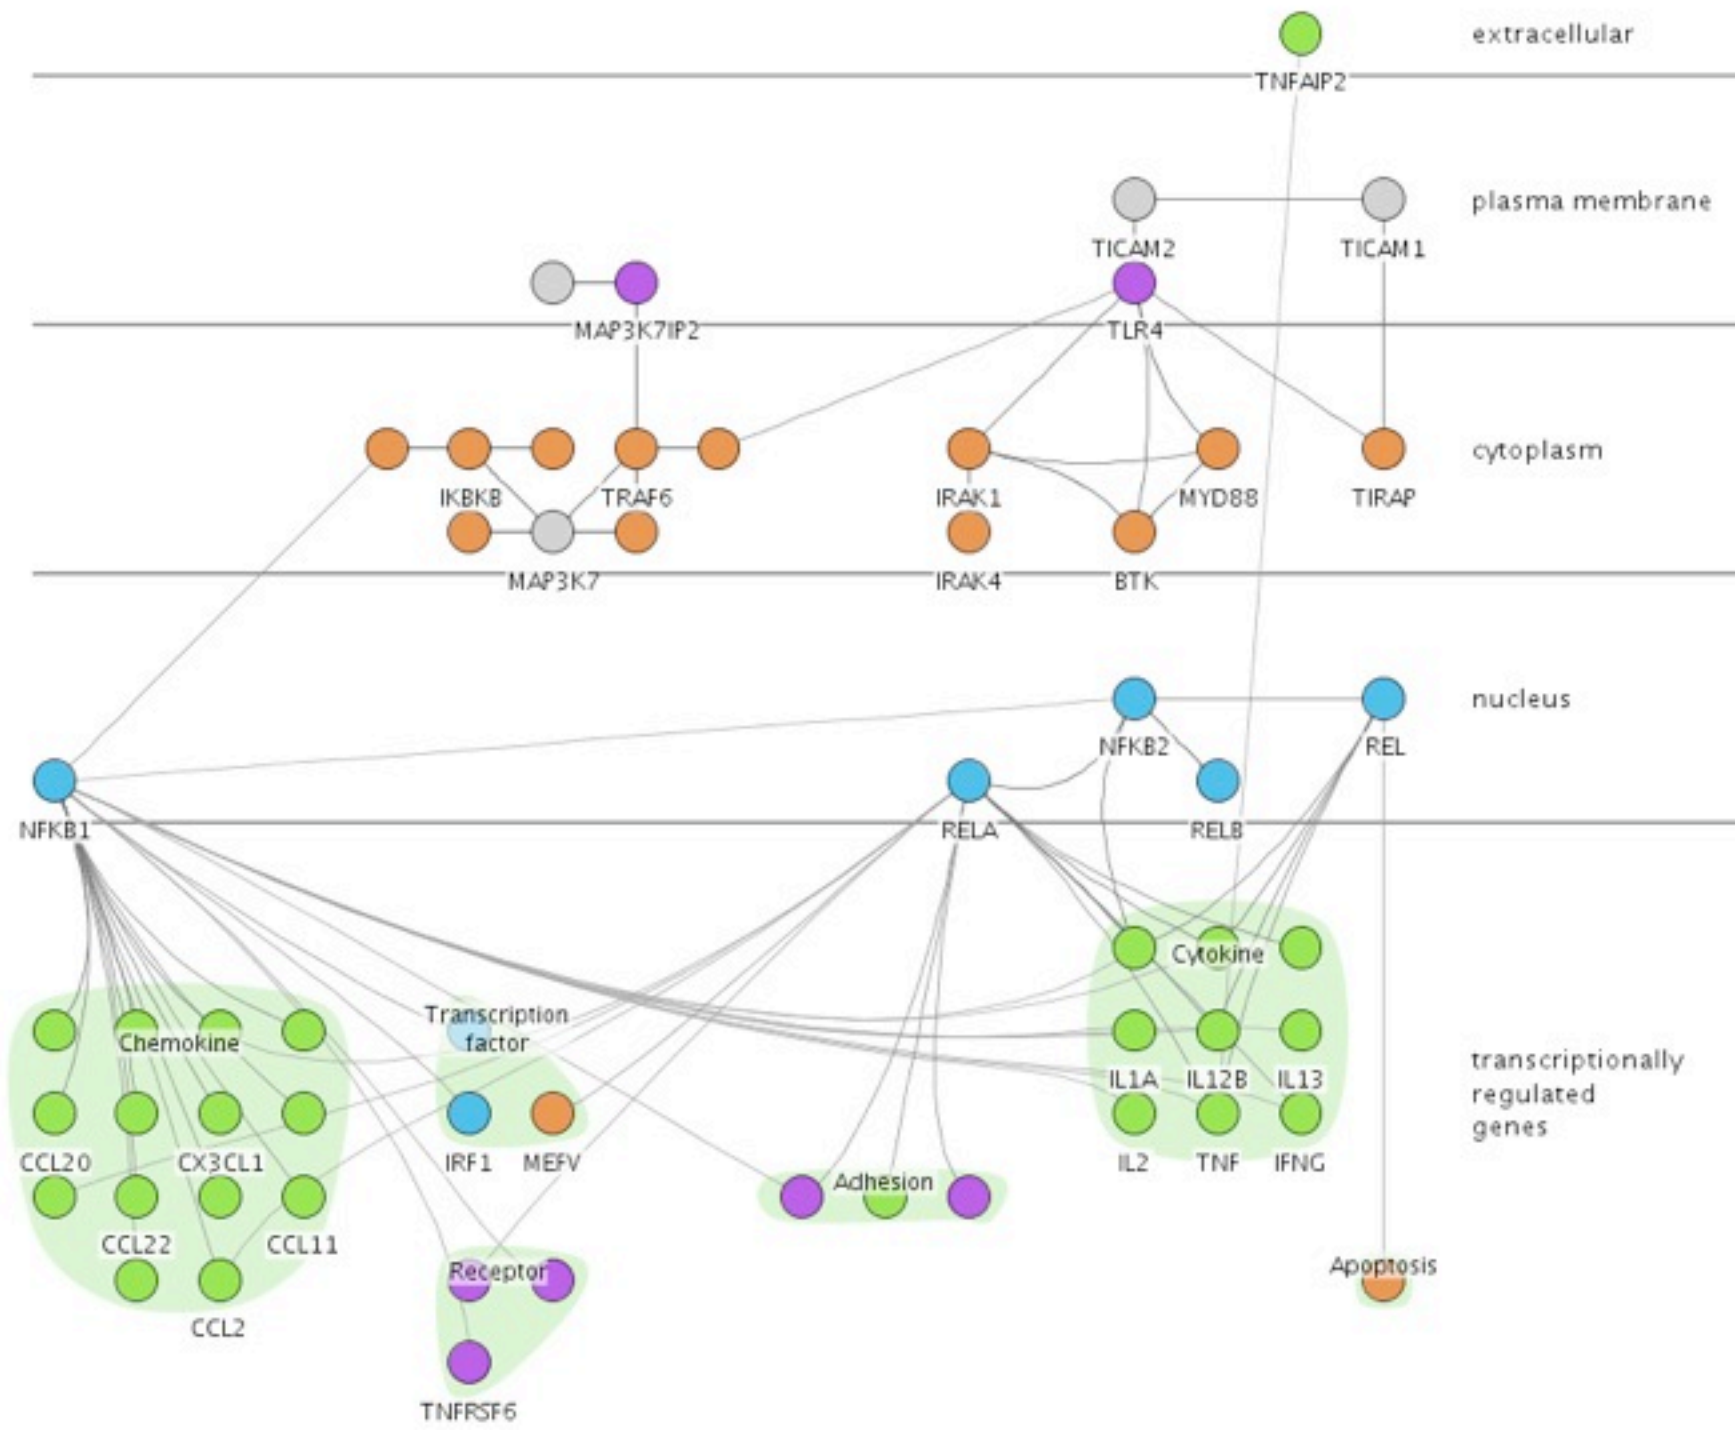 extracellular
TNFAIP2
plasma membrane
TICAM2
TICAM1
MAP3K7IP2
TLR4
cytoplasm
IKBKB
TRAF6
IRAK1
MYD88
TIRAP
MAP3K7
IRAK4
BTK
nucleus
NFKB2
REL
NFKB1
RELA
RELB
Cytokine
Transcription
factor
Chemokine
transcriptionally
regulated
genes
IL1A
IL12B
IL13
CCL20
CX3CL1
IRF1
MEFV
IL2
TNF
IFNG
Adhesion
CCL22
CCL11
Receptor
Apoptosis
CCL2
TNFRSF6